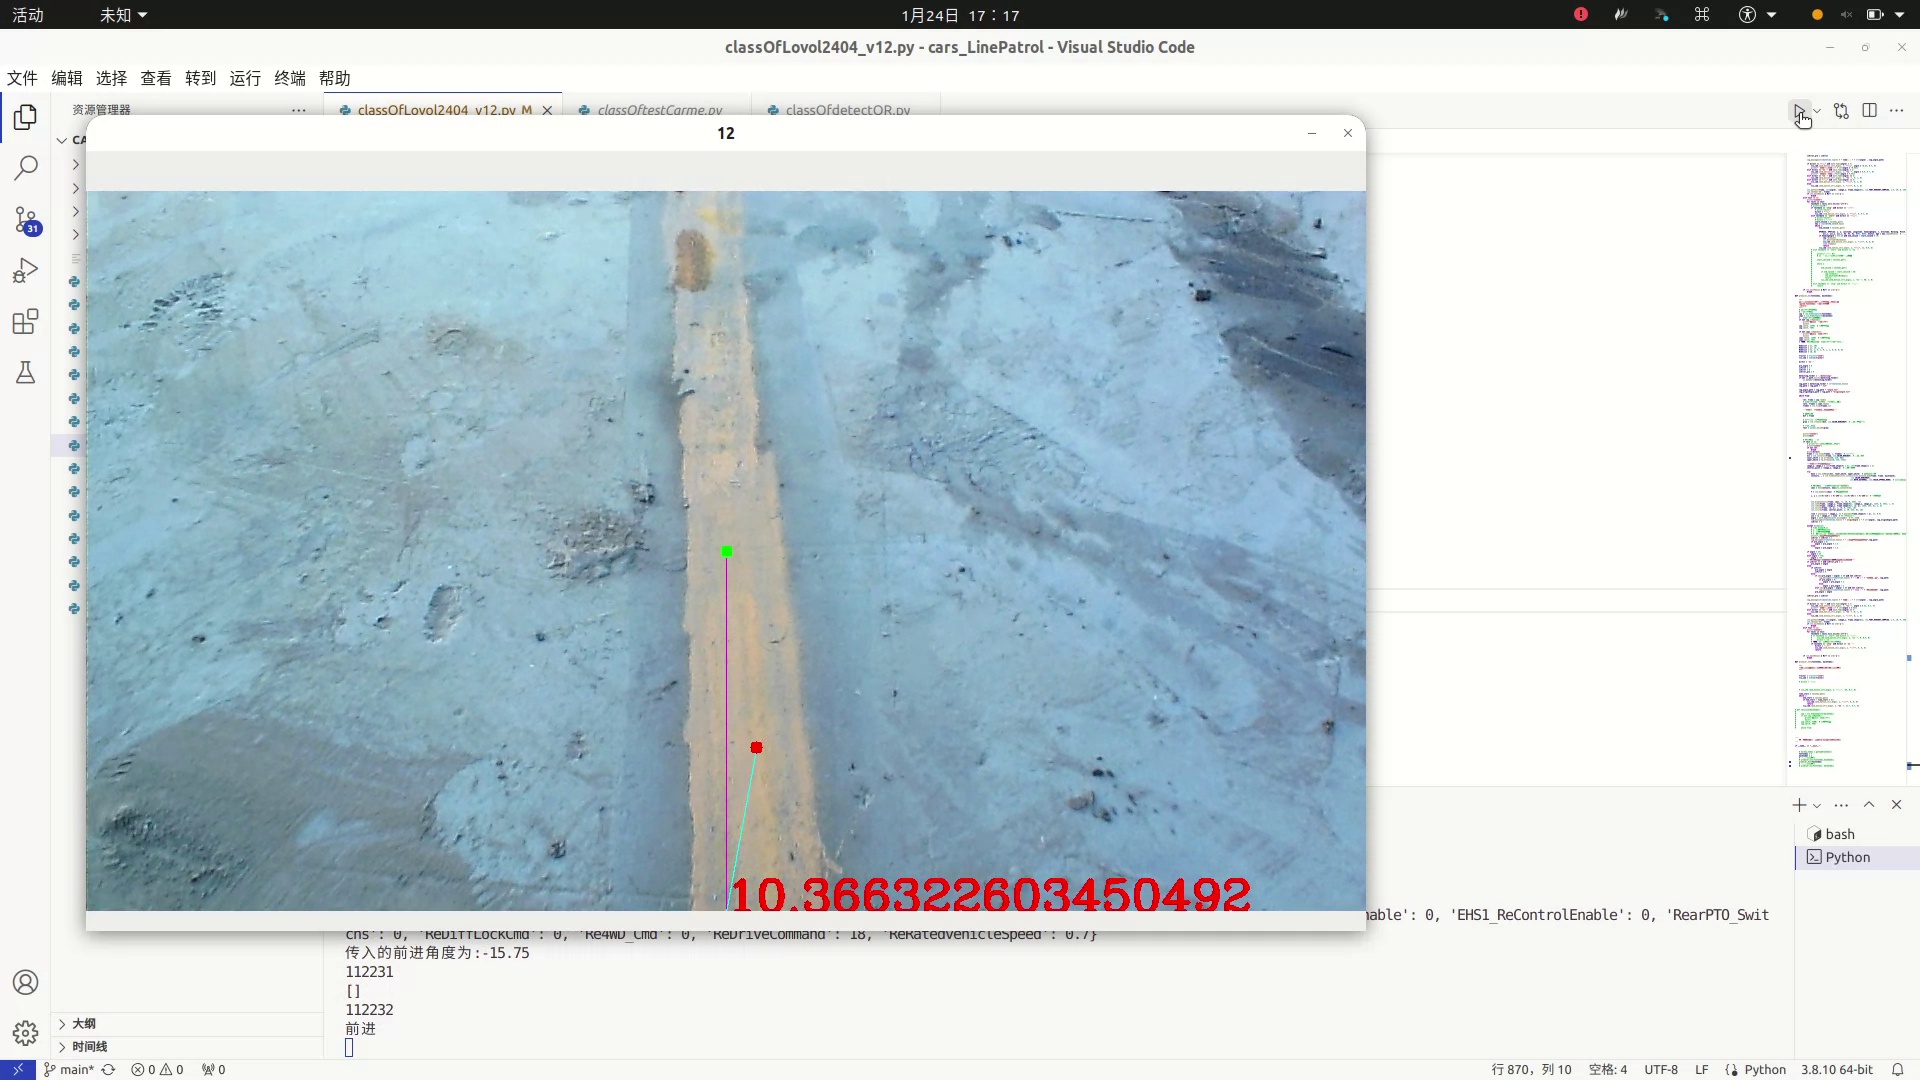 活动
未知
1月24日 17：17
classOfLovol2404_v12.py - cars_LinePatrol - Visual Studio Code
文件 编辑 选择 查看 转到 运行 终端 帮助
资源管理器
classOfLovol2404_v12.py M
classOftestCarme.py
classOfdetectQR.py
CA
12
31
10.366322603450492
bash
Python
able': 0, 'EHS1_ReControlEnable': 0, 'RearPTO_Swit
chs': 0, 'ReDiffLockCmd': 0, 'Re4WD_Cmd': 0, 'ReDriveCommand': 18, 'ReRatedVehicleSpeed': 0.7}
传入的前进角度为:-15.75
112231
[]
112232
前进
大纲
时间线
main* 0 0 0
行 870，列 10 空格: 4 UTF-8 LF Python 3.8.10 64-bit